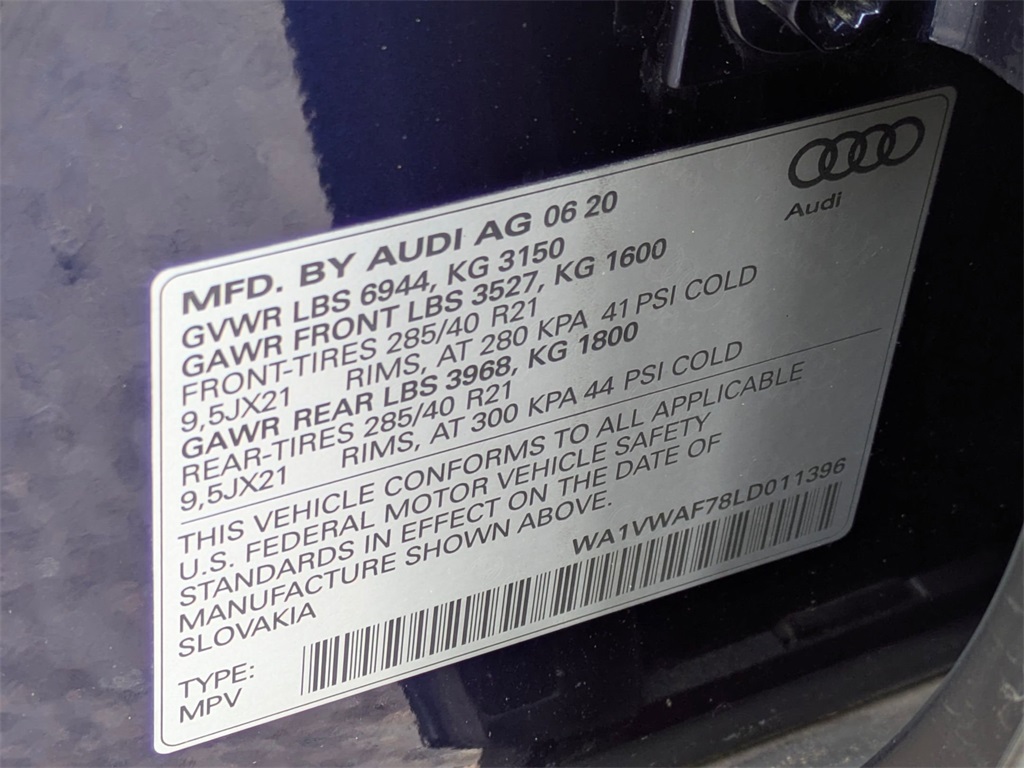 Audi
MFD. BY AUDI AG 06 20
GVWR LBS 6944, KG 3150
GAWR FRONT LBS 3527, KG 1600
FRONT-TIRES 285/40 R21
9,5JX21 RIMS, AT 280 KPA 41 PSI COLD
GAWR REAR LBS 3968, KG 1800
REAR-TIRES 285/40 R21
9,5JX21 RIMS, AT 300 KPA 44 PSI COLD
THIS VEHICLE CONFORMS TO ALL APPLICABLE
U.S. FEDERAL MOTOR VEHICLE SAFETY
STANDARDS IN EFFECT ON THE DATE OF
MANUFACTURE SHOWN ABOVE.
SLOVAKIA
WA1VWAF78LD011396
TYPE:
MPV